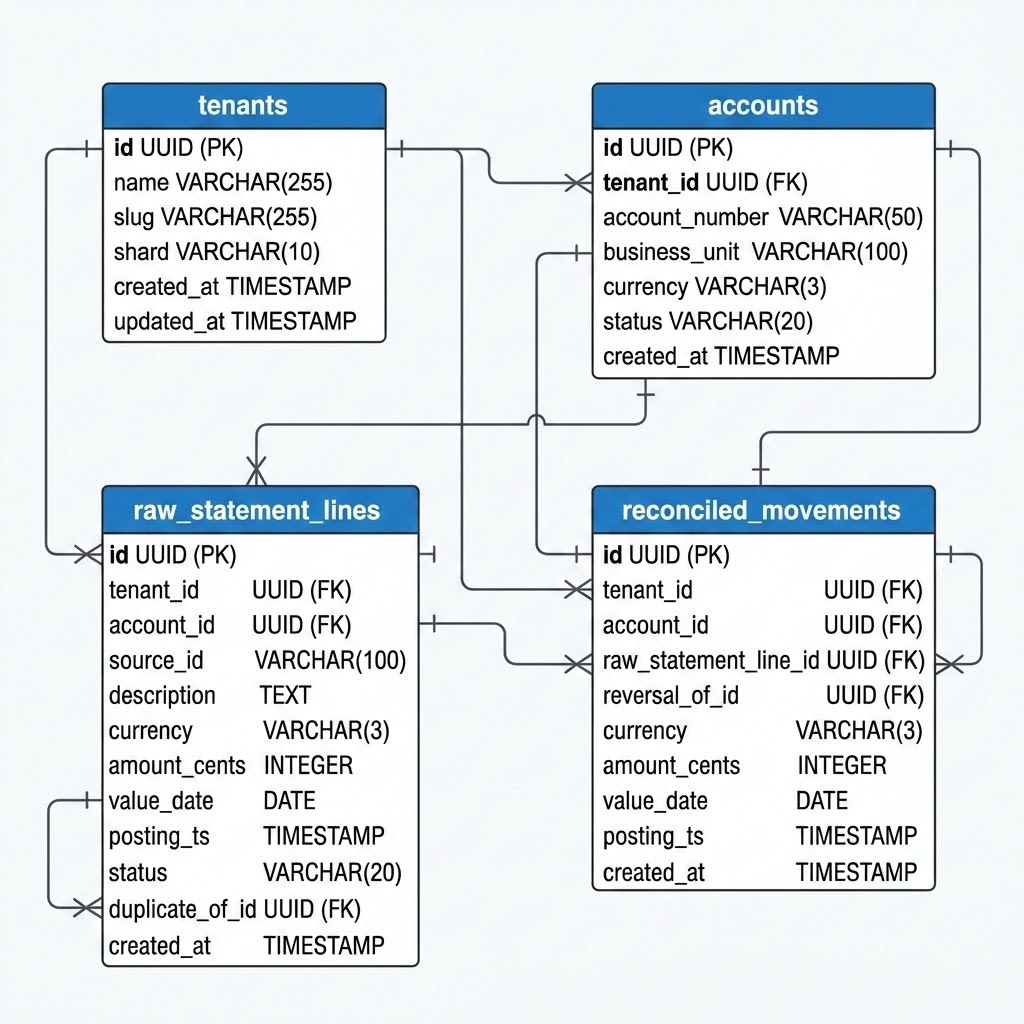 tenants
id UUID (PK)
name VARCHAR(255)
slug VARCHAR(255)
shard VARCHAR(10)
created_at TIMESTAMP
updated_at TIMESTAMP
accounts
id UUID (PK)
tenant_id UUID (FK)
account_number VARCHAR(50)
business_unit VARCHAR(100)
currency VARCHAR(3)
status VARCHAR(20)
created_at TIMESTAMP
raw_statement_lines
id UUID (PK)
tenant_id UUID (FK)
account_id UUID (FK)
source_id VARCHAR(100)
description TEXT
currency VARCHAR(3)
amount_cents INTEGER
value_date DATE
posting_ts TIMESTAMP
status VARCHAR(20)
duplicate_of_id UUID (FK)
created_at TIMESTAMP
reconciled_movements
id UUID (PK)
tenant_id UUID (FK)
account_id UUID (FK)
raw_statement_line_id UUID (FK)
reversal_of_id UUID (FK)
currency VARCHAR(3)
amount_cents INTEGER
value_date DATE
posting_ts TIMESTAMP
created_at TIMESTAMP